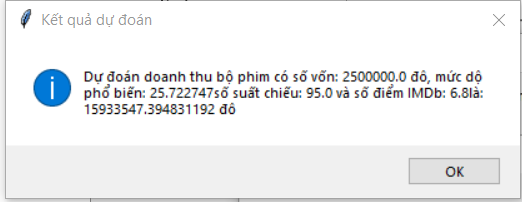 Kết quả dự đoán
Dự đoán doanh thu bộ phim có số vốn: 2500000.0 đô, mức dộ
phổ biến: 25.722747số suất chiếu: 95.0 và số điểm IMDb: 6.8là:
15933547.394831192 đô
OK